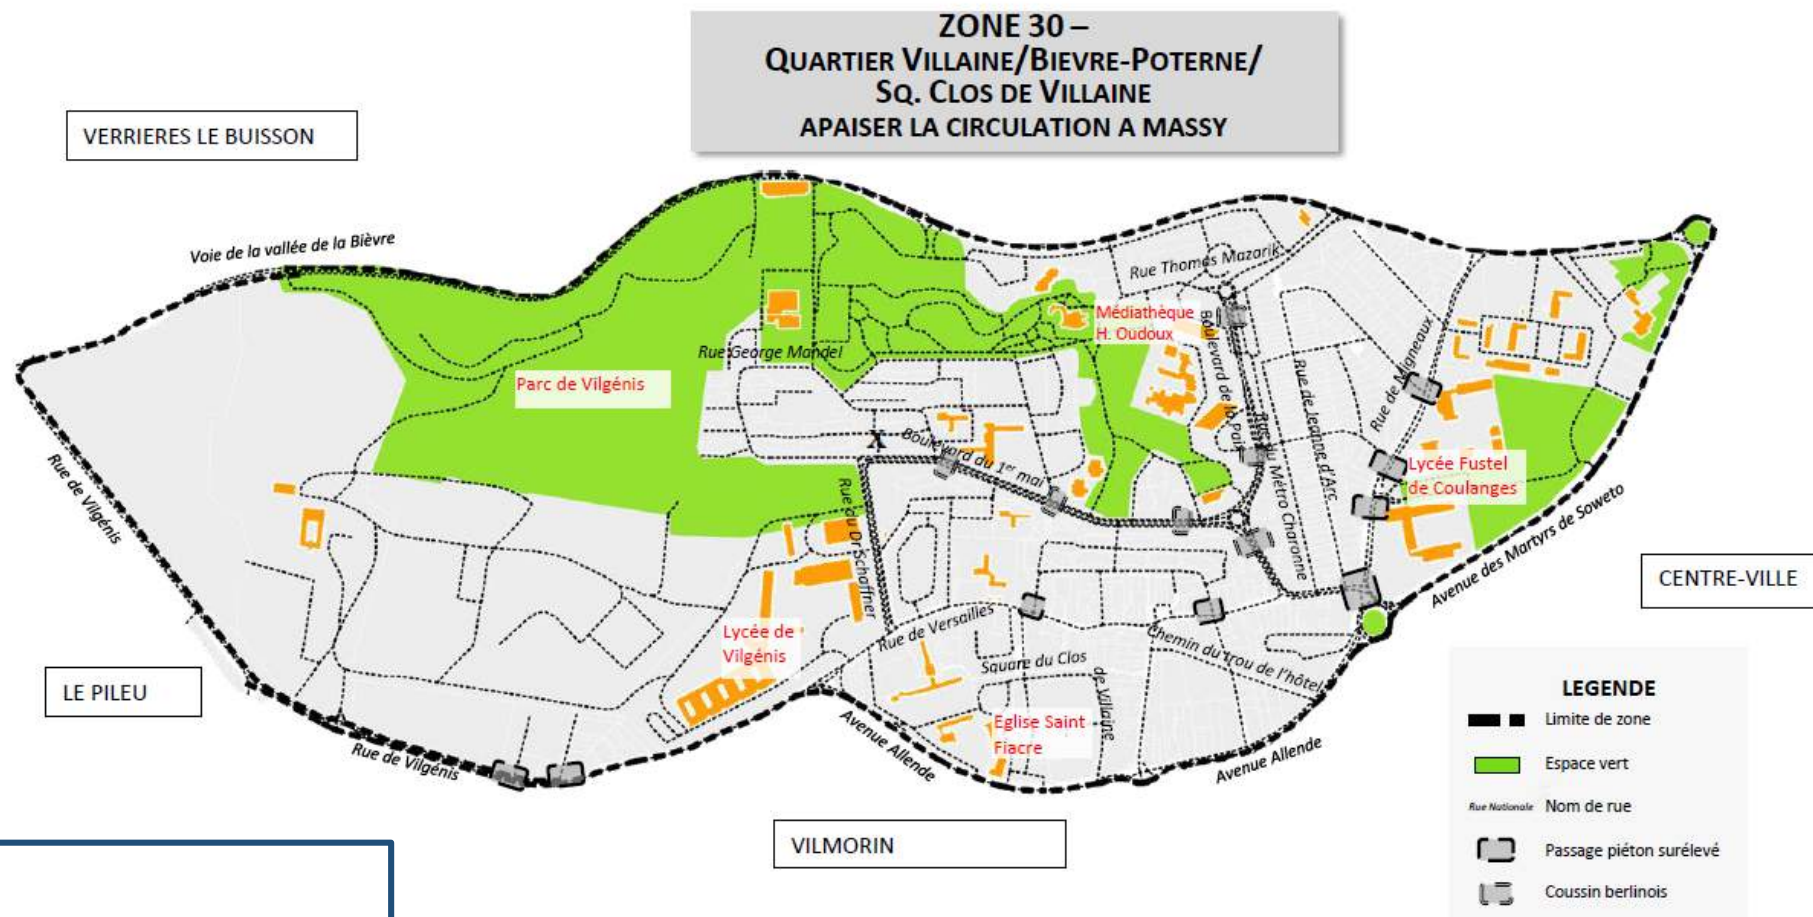 ZONE 30 –
QUARTIER VILLAINE/BIEVRE-POTERNE/
SQ. CLOS DE VILLAINE
APAISER LA CIRCULATION A MASSY
VERRIERES LE BUISSON
Voie de la vallée de la Bièvre
Rue Thomas Mazarik
Médiathèque
H. Oudoux
Boulevard de la Paix
Rue George Mandel
Parc de Vilgénis
Rue de Migneaux
Rue de Jeanne d'Arc
Rue du Métro Charonne
X
Boulevard du 1er mai
Lycée Fustel
de Coulanges
Rue de Vilgénis
Rue du Dr Schaffner
Avenue des Martyrs de Soweto
CENTRE-VILLE
Rue de Versailles
Lycée de
Vilgénis
Chemin du trou de l'hôtel
Square du Clos
de Villaine
LE PILEU
Eglise Saint
Fiacre
Avenue Allende
Avenue Allende
Rue de Vilgénis
VILMORIN
LEGENDE
Limite de zone
Espace vert
Rue Nationale Nom de rue
Passage piéton surélevé
Coussin berlinois